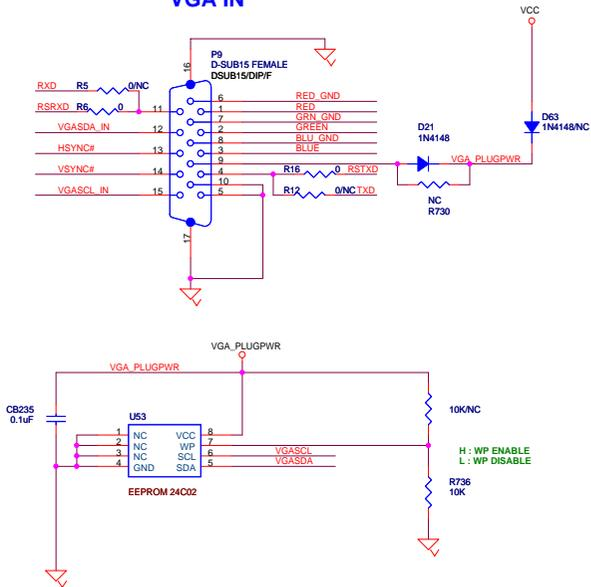 VGA IN
VCC
16
P9
D-SUB15 FEMALE
DSUB15/DIP/F
RXD R5 0/NC
RSRXD R6 0 11
VGASDA_IN 12
HSYNC# 13
VSYNC# 14
VGASCL_IN 15
6 RED_GND
1 RED
7 GRN_GND
2 GREEN
8 BLU_GND
3 BLUE
9
4 R16 0 RSTXD
10
5 R12 0/NC TXD
17
D21
1N4148
VGA_PLUGPWR
NC
R730
D63
1N4148/NC
VGA_PLUGPWR
VGA_PLUGPWR
CB235
0.1uF
U53
1 NC VCC 8
2 NC WP 7
3 NC SCL 6 VGASCL
4 GND SDA 5 VGASDA
EEPROM 24C02
10K/NC
H : WP ENABLE
L : WP DISABLE
R736
10K